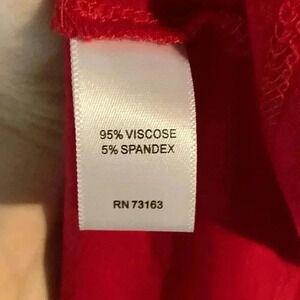 95% VISCOSE
5% SPANDEX
RN 73163